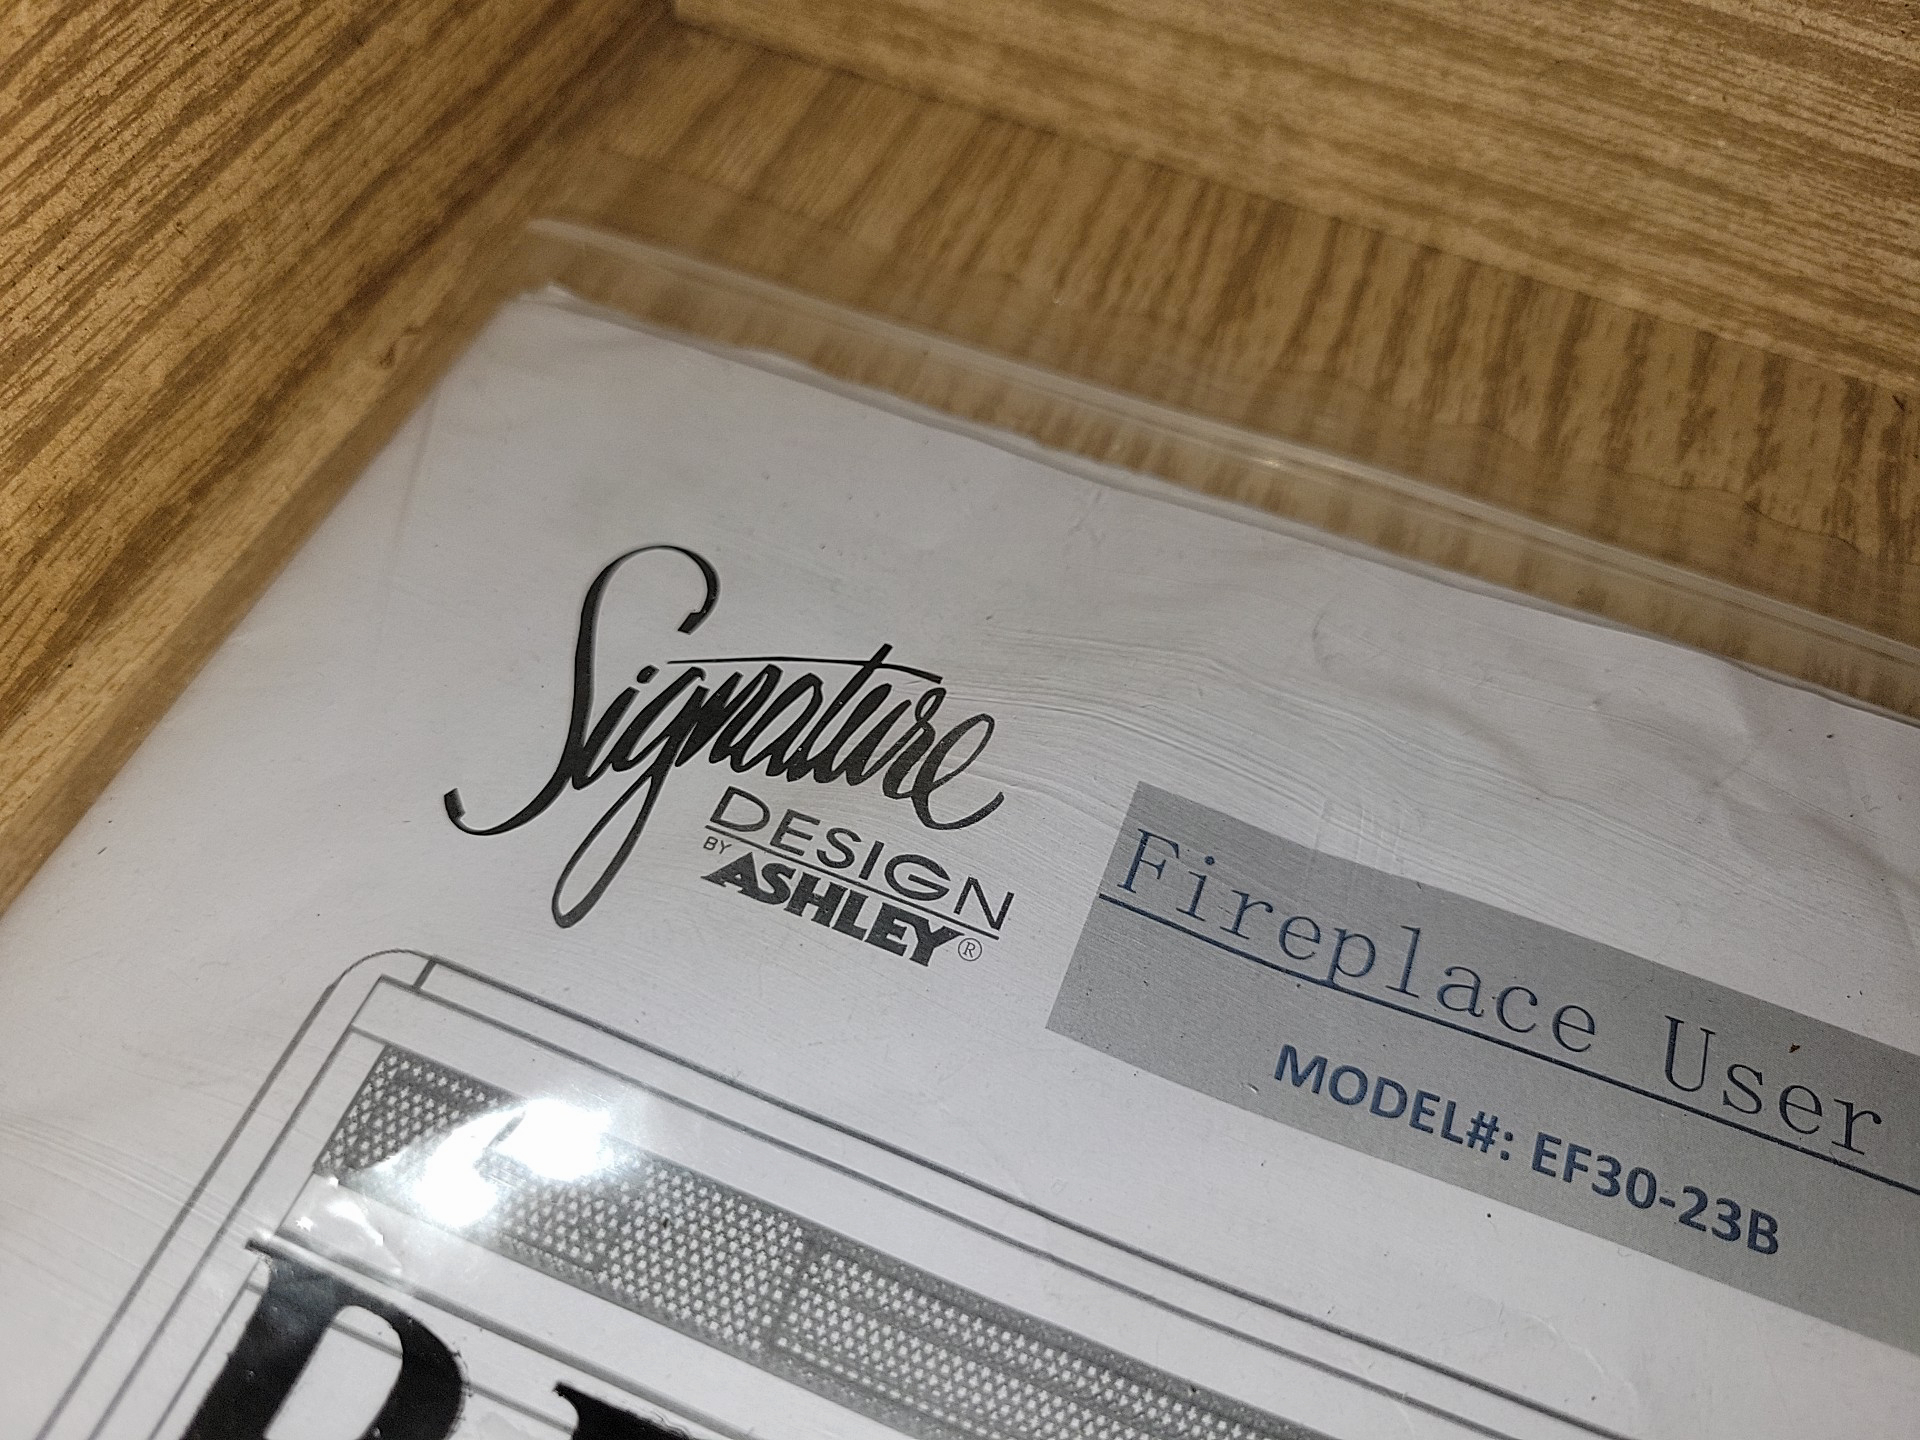 Signature
DESIGN
BY ASHLEY®
Fireplace User
MODEL#: EF30-23B